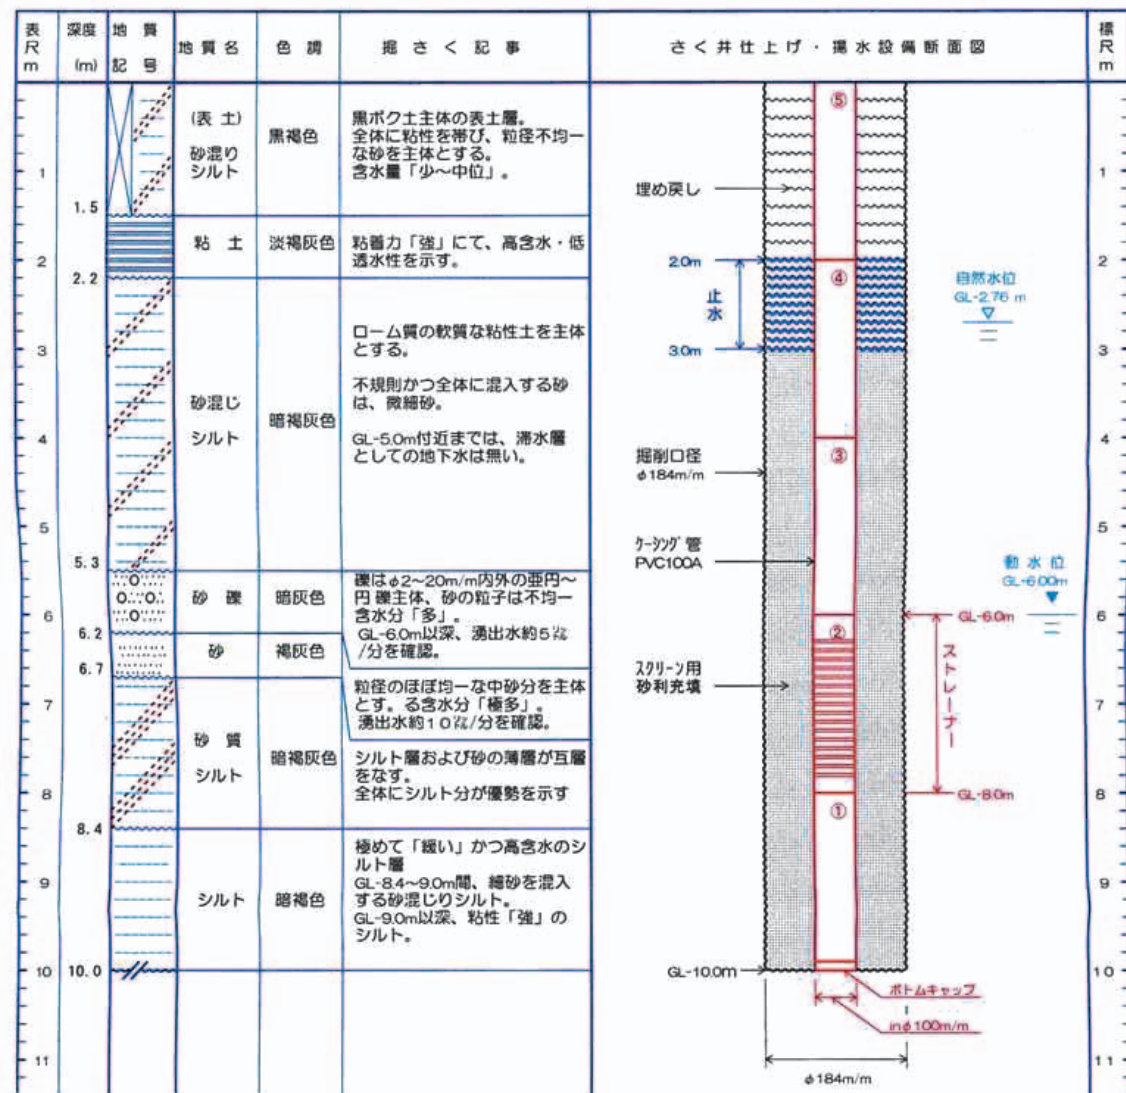 表尺m
深度(m)
地質記号
地質名
色調
掘さく記事
さく井仕上げ・揚水設備断面図
標尺m
(表土)
砂混り
シルト
黒褐色
黒ボク土主体の表土層。
全体に粘性を帯び、粒径不均一
な砂を主体とする。
含水量「少～中位」。
1.5
粘土
淡褐灰色
粘着力「強」にて、高含水・低
透水性を示す。
2.2
砂混じ
シルト
暗褐灰色
ローム質の軟質な粘性土を主体
とする。
不規則かつ全体に混入する砂
は、微細砂。
GL-5.0m付近までは、滞水層
としての地下水は無い。
5.3
砂礫
暗灰色
礫はφ2~20m/m内外の亜円～
円礫主体、砂の粒子は不均一
含水分「多」。
GL-6.0m以深、湧出水約5㍑
/分を確認。
6.2
砂
褐灰色
粒径のほぼ均一な中砂分を主体
とす。る含水分「極多」。
湧出水約10㍑/分を確認。
6.7
砂質
シルト
暗褐灰色
シルト層および砂の薄層が互層
をなす。
全体にシルト分が優勢を示す
8.4
シルト
暗褐色
極めて「緩い」かつ高含水のシ
ルト層
GL-8.4~9.0m間、細砂を混入
する砂混じりシルト。
GL-9.0m以深、粘性「強」の
シルト。
10.0
1
2
3
4
5
6
7
8
9
10
11
⑤
埋め戻し
2.0m
④
止水
3.0m
自然水位
GL-2.76 m
③
掘削口径
φ184m/m
ケーシング管
PVC100A
動水位
GL-6.00m
GL-6.0m
②
ストレーナー
スクリーン用
砂利充填
GL-8.0m
①
GL-10.0m
ボトムキャップ
inφ100m/m
φ184m/m
1
2
3
4
5
6
7
8
9
10
11